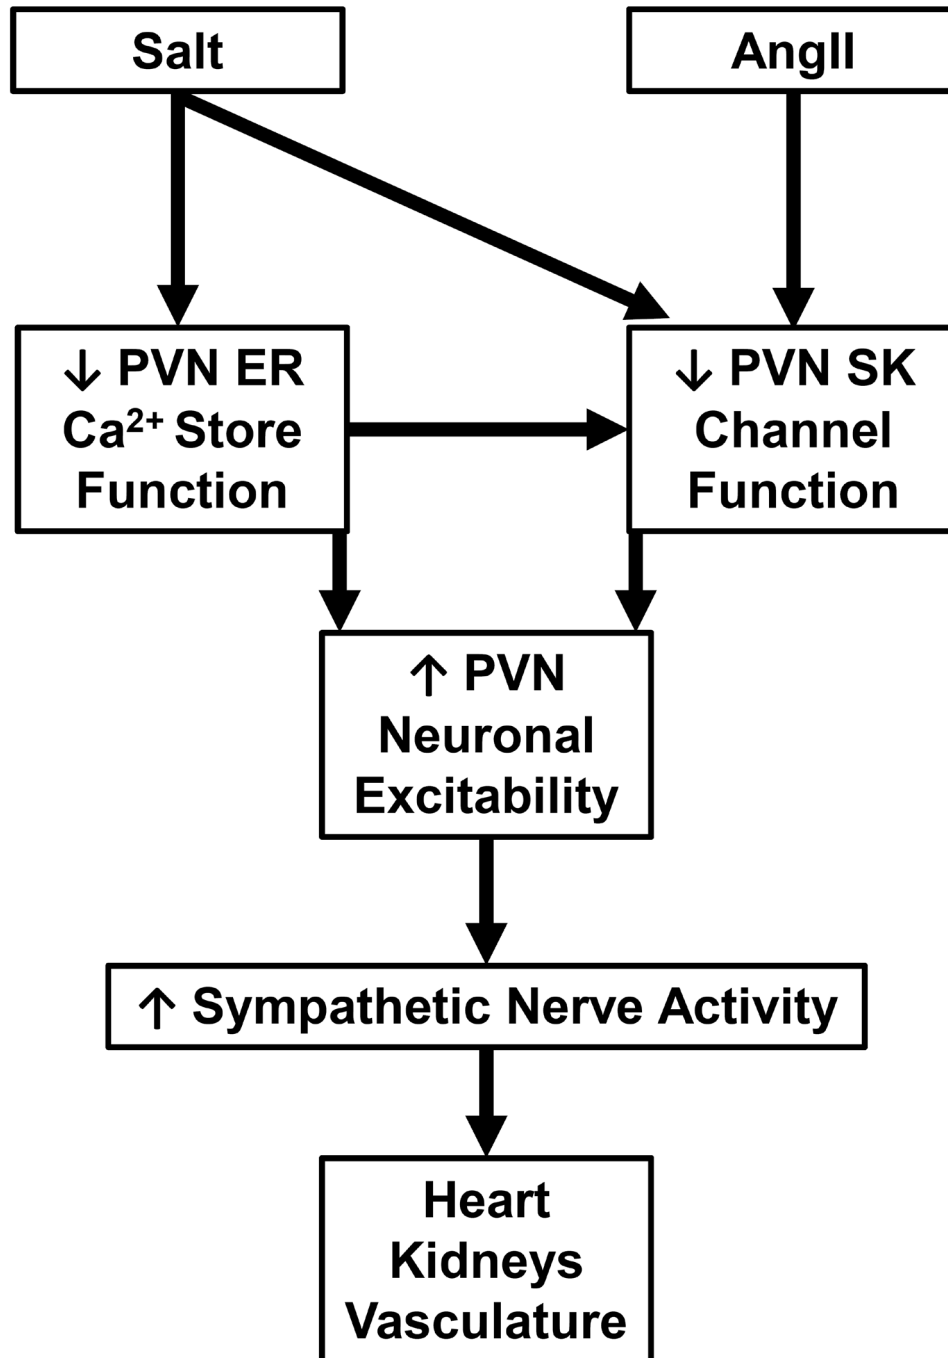 Salt
AngII
↓ PVN ER
Ca²⁺ Store
Function
↓ PVN SK
Channel
Function
↑ PVN
Neuronal
Excitability
↑ Sympathetic Nerve Activity
Heart
Kidneys
Vasculature